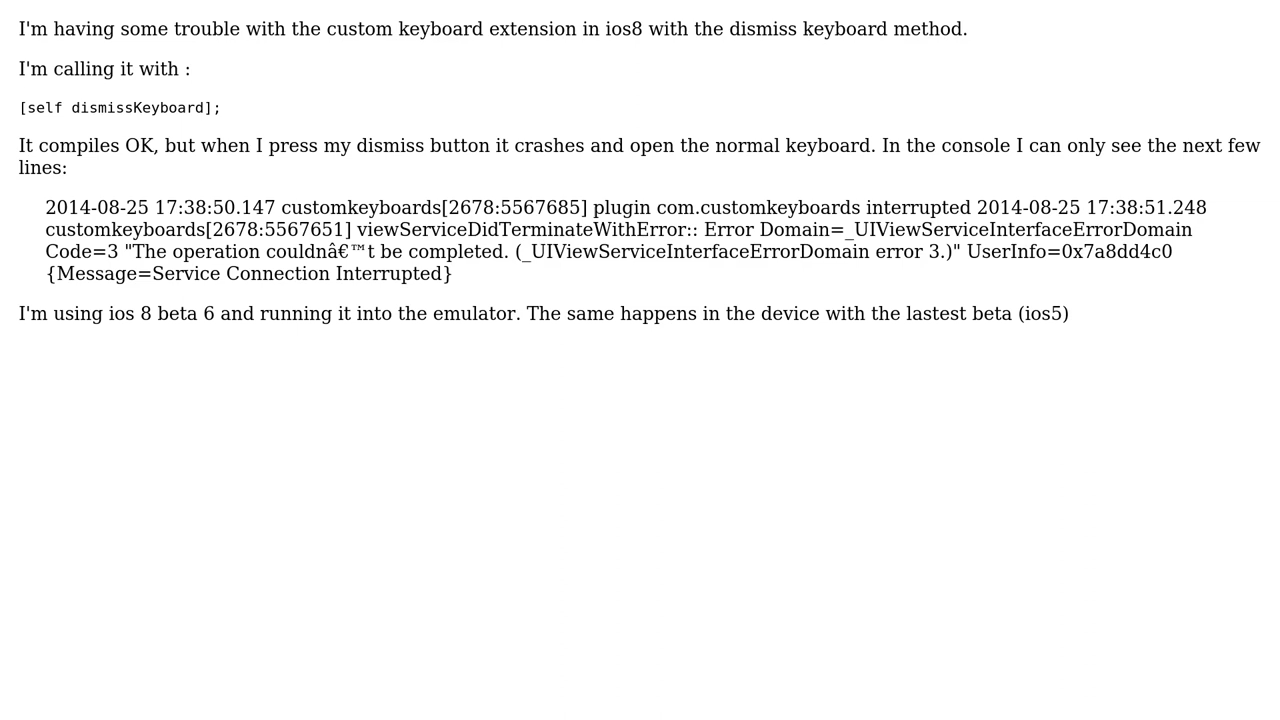 I'm having some trouble with the custom keyboard extension in ios8 with the dismiss keyboard method.
I'm calling it with :
[self dismissKeyboard];
It compiles OK, but when I press my dismiss button it crashes and open the normal keyboard. In the console I can only see the next few
lines:
2014-08-25 17:38:50.147 customkeyboards[2678:5567685] plugin com.customkeyboards interrupted 2014-08-25 17:38:51.248
customkeyboards[2678:5567651] viewServiceDidTerminateWithError:: Error Domain=_UIViewServiceInterfaceErrorDomain
Code=3 "The operation couldnâ€™t be completed. (_UIViewServiceInterfaceErrorDomain error 3.)" UserInfo=0x7a8dd4c0
{Message=Service Connection Interrupted}
I'm using ios 8 beta 6 and running it into the emulator. The same happens in the device with the lastest beta (ios5)